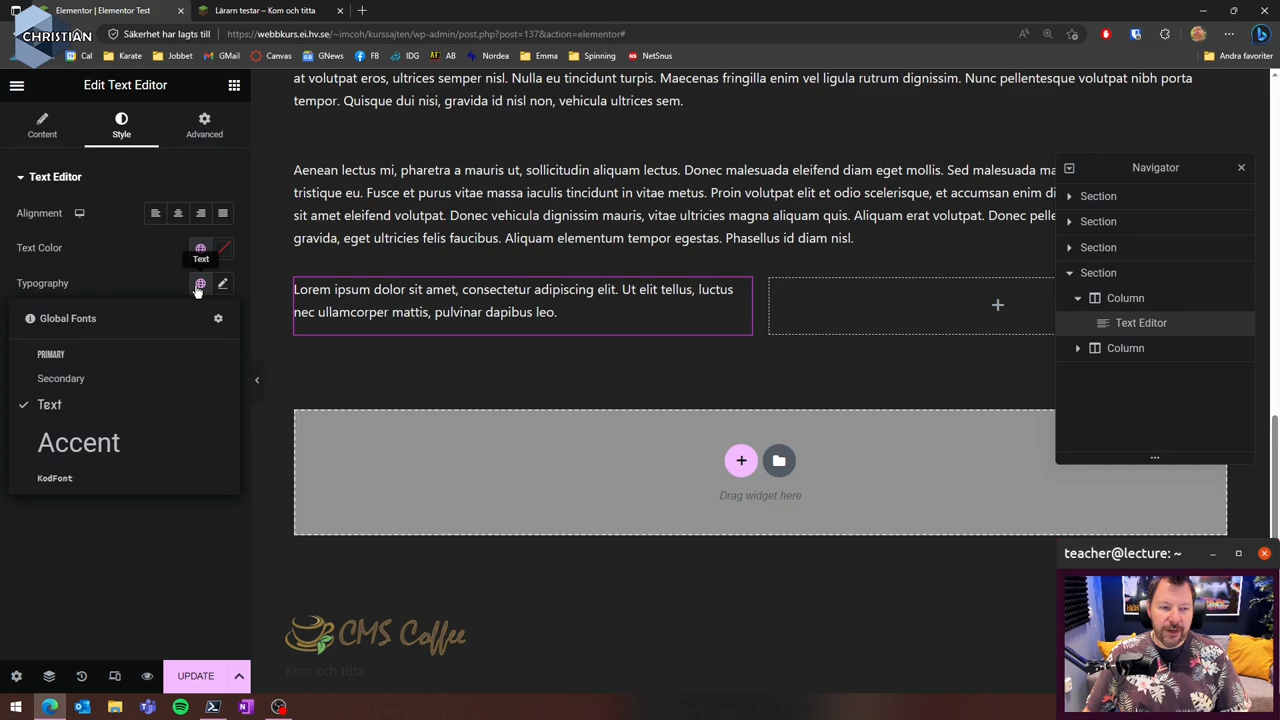 Elementor | Elementor Test
Lärarn testar – Kom och titta
CHRISTIAN
Säkerhet har lagts till
https://webbkurs.ei.hv.se/~imcoh/kurssajten/wp-admin/post.php?post=137&action=elementor#
Cal
Karate
Jobbet
GMail
Canvas
GNews
FB
IDG
AF
AB
Film
Emma
Spinning
NetSnus
Andra favoriter
Edit Text Editor
Content
Style
Advanced
Text Editor
Alignment
Text Color
Text
Typography
Global Fonts
PRIMARY
Secondary
Text
Accent
KodFont
UPDATE
at volutpat eros, ultrices semper nisl. Nulla eu tincidunt turpis. Maecenas fringilla enim vel ligula rutrum dignissim. Nunc pellentesque volutpat nibh porta
tempor. Quisque dui nisi, gravida id nisl non, vehicula ultrices sem.
Aenean lectus mi, pharetra a mauris ut, sollicitudin aliquam lectus. Donec malesuada eleifend diam eget mollis. Sed malesuada
tristique eu. Fusce et purus vitae massa iaculis tincidunt in vitae metus. Proin volutpat elit et odio scelerisque, et accumsan enim
sit amet eleifend volutpat. Donec vehicula dignissim mauris, vitae magna aliquam quis. Aliquam erat volutpat
gravida, eget ultricies felis faucibus. Aliquam elementum tempor egestas. Phasellus id diam nisl.
Lorem ipsum dolor sit amet, consectetur adipiscing elit. Ut elit tellus, luctus
nec ullamcorper mattis, pulvinar dapibus leo.
Drag widget here
CMS Coffee
Kom och titta
Navigator
Section
Section
Section
Section
Column
Text Editor
Column
teacher@lecture: ~